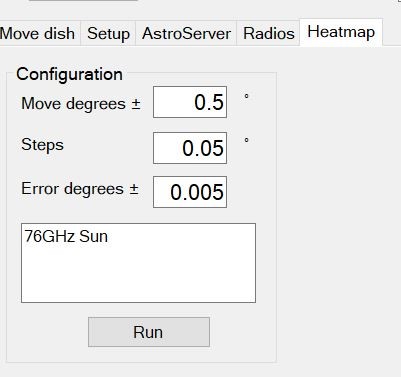 Move dish Setup AstroServer Radios Heatmap
Configuration
Move degrees ± 0.5 °
Steps 0.05 °
Error degrees ± 0.005
76GHz Sun
Run